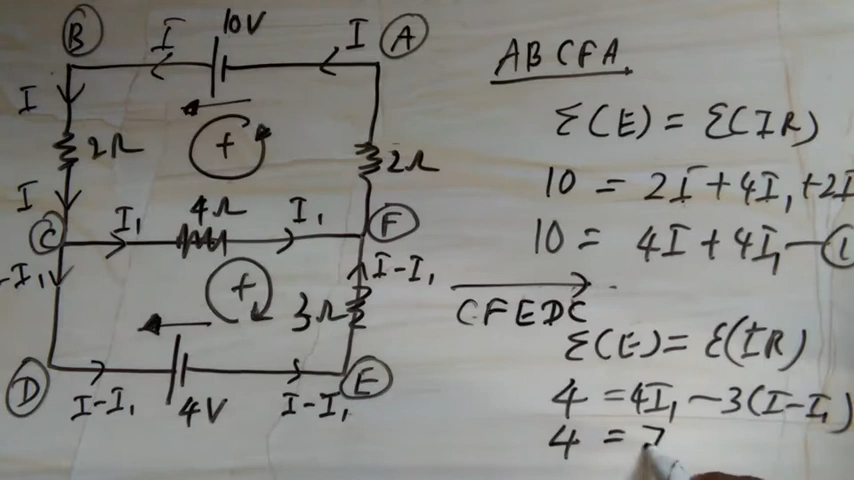 B I 10V I A
I
2Ω + 2Ω
I
C I₁ 4Ω I₁ F
-I₁ + 3Ω I-I₁
D I-I₁ 4V I-I₁ E
ABCFA
Ɛ(E) = Ɛ(IR)
10 = 2I + 4I₁ + 2I
10 = 4I + 4I₁ — ①
CFEDC
Ɛ(E) = Ɛ(IR)
4 = 4I₁ - 3(I-I₁)
4 = 7